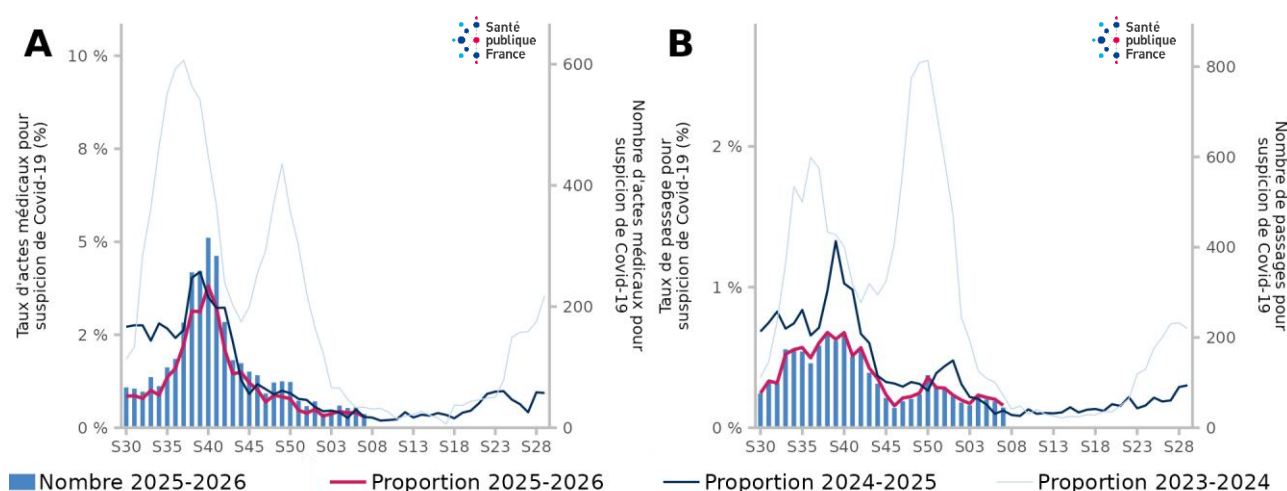 A
Santé
publique
France
Taux d'actes médicaux pour
suspicion de Covid-19 (%)
10 %
8 %
5 %
2 %
0 %
600
400
200
0
Nombre d'actes médicaux pour
suspicion de Covid-19
S30 S35 S40 S45 S50 S03 S08 S13 S18 S23 S28
B
Santé
publique
France
Taux de passage pour
suspicion de Covid-19 (%)
2 %
1 %
0 %
800
600
400
200
0
Nombre de passages pour
suspicion de Covid-19
S30 S35 S40 S45 S50 S03 S08 S13 S18 S23 S28
Nombre 2025-2026 Proportion 2025-2026 Proportion 2024-2025 Proportion 2023-2024